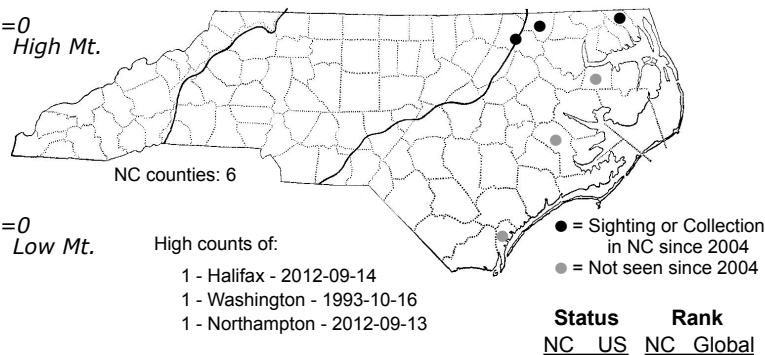 =0
High Mt.
NC counties: 6
=0
Low Mt.
High counts of:
1 - Halifax - 2012-09-14
1 - Washington - 1993-10-16
1 - Northampton - 2012-09-13
= Sighting or Collection
in NC since 2004
= Not seen since 2004
Status Rank
NC US NC Global